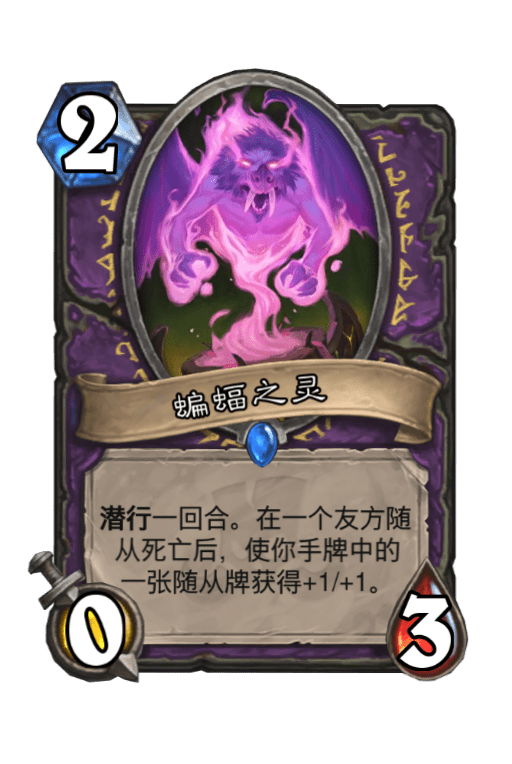 2
蝙蝠之灵
潜行一回合。在一个友方随
从死亡后，使你手牌中的
一张随从牌获得+1/+1。
0
3